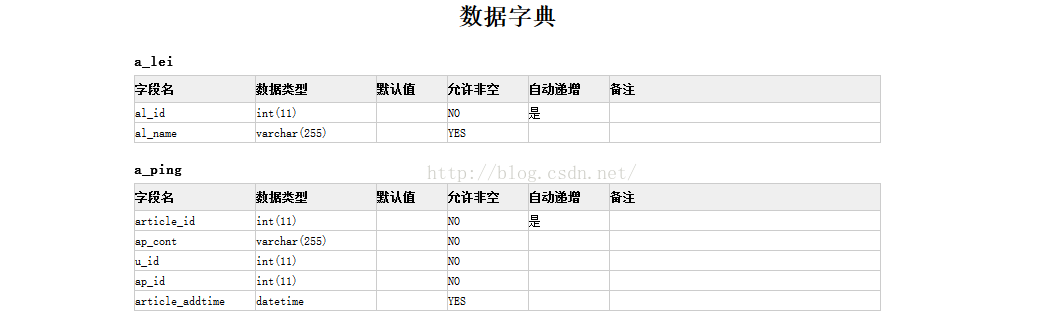 数据字典
a_lei
字段名 数据类型 默认值 允许非空 自动递增 备注
al_id int(11) NO 是
al_name varchar(255) YES
a_ping
http://blog.csdn.net/
字段名 数据类型 默认值 允许非空 自动递增 备注
article_id int(11) NO 是
ap_cont varchar(255) NO
u_id int(11) NO
ap_id int(11) NO
article_addtime datetime YES